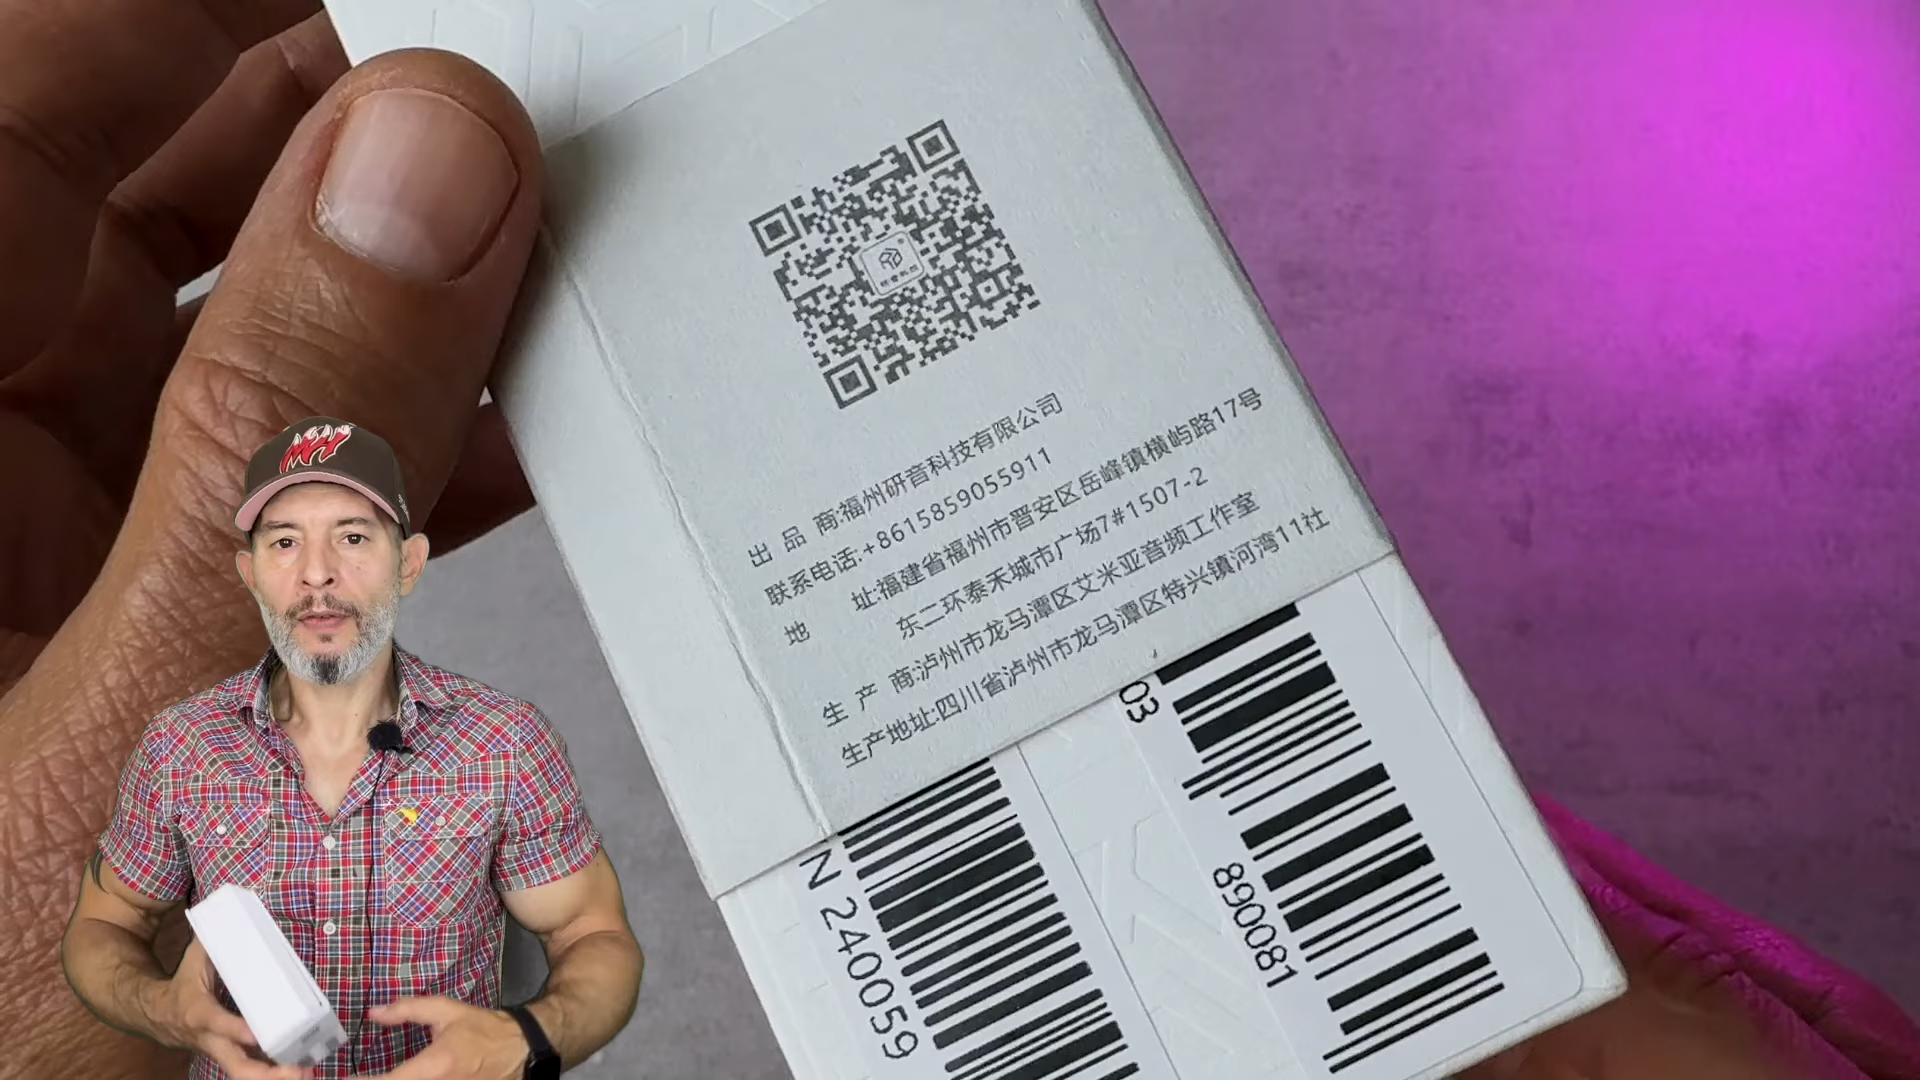 出品商:福州研音科技有限公司
联系电话:+8615859055911
地址:福建省福州市晋安区岳峰镇横屿路17号
东二环泰禾城市广场7#1507-2
生产商:泸州市龙马潭区艾米亚音频工作室
生产地址:四川省泸州市龙马潭区特兴镇河湾11社
03
N 240059
890081